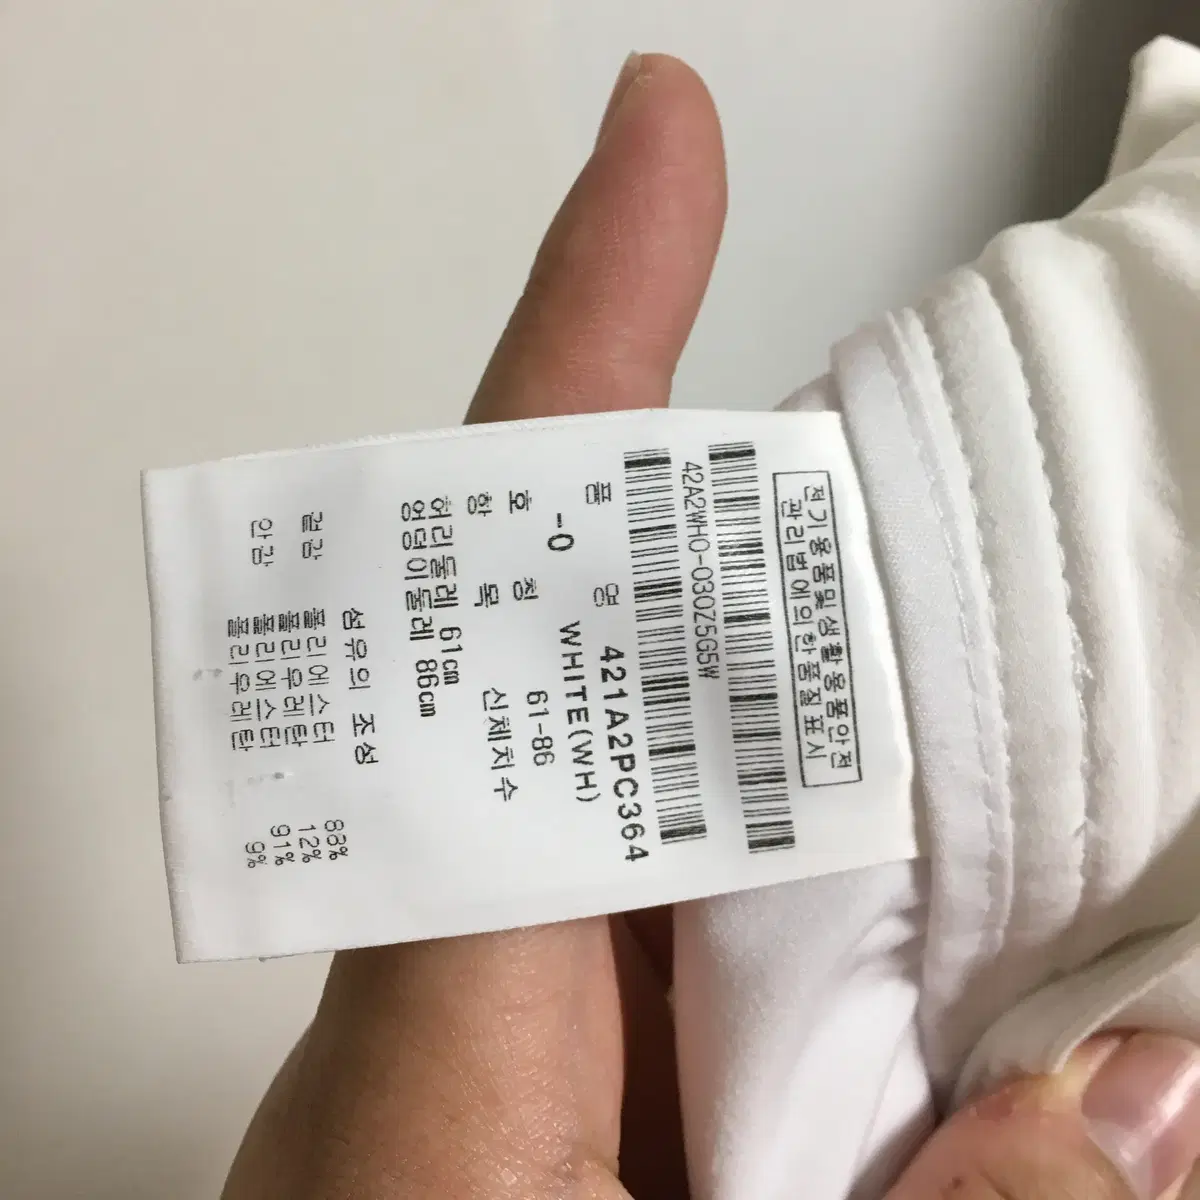 전기용품및생활용품안전
관리법에의한품질표시
42A2WH0-030Z5G5W
품 명 421A2PC364
-0 WHITE(WH)
호 칭 61-86
항 목 신체치수
허리둘레 61cm
엉덩이둘레 86cm
섬유의 조성
겉감 폴리에스터 88%
폴리우레탄 12%
안감 폴리에스터 91%
폴리우레탄 9%